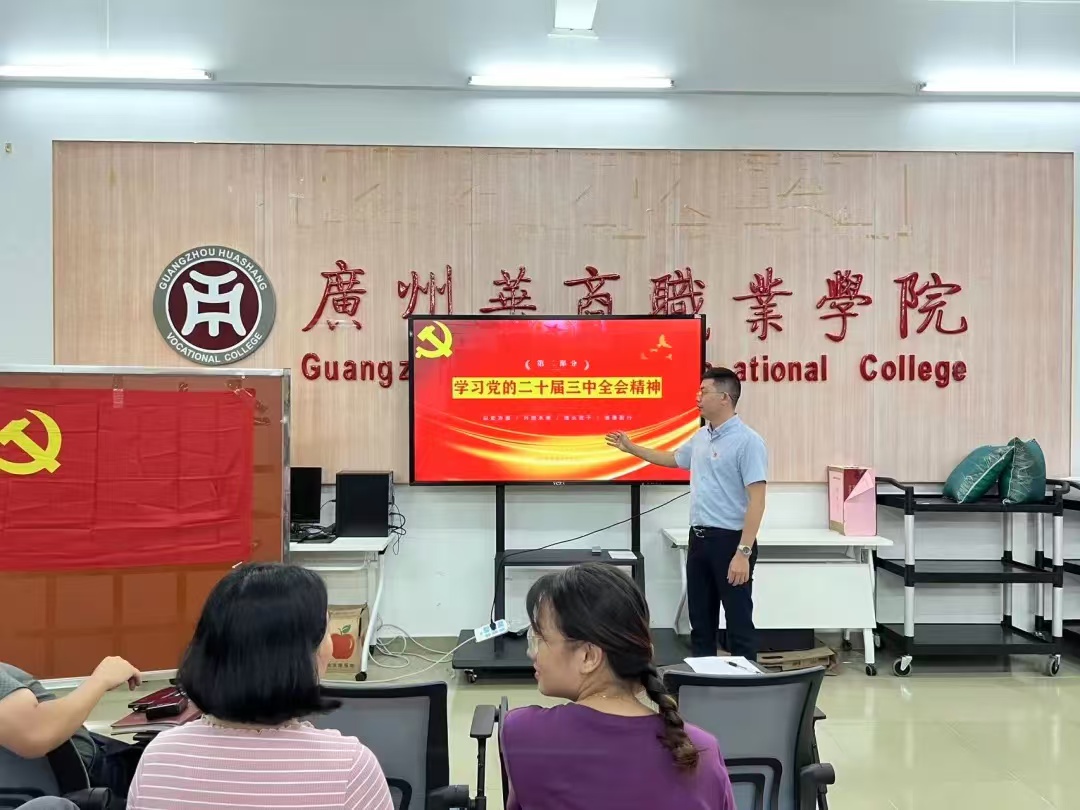 廣州華商職業學院
Guangz ational College
GUANGZHOU HUASHANG
VOCATIONAL COLLEGE
第二部分
学习党的二十届三中全会精神